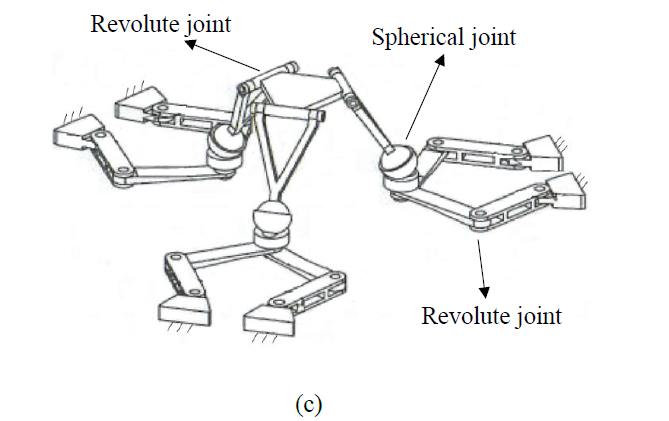 Revolute joint
Spherical joint
Revolute joint
(c)